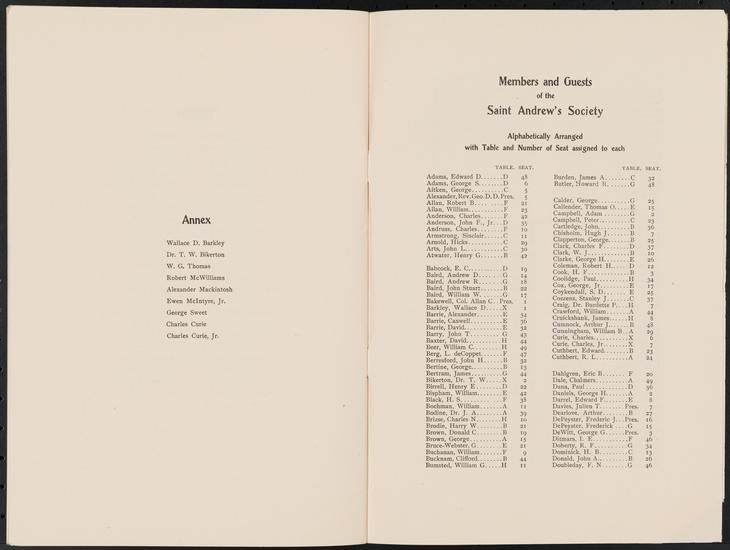 Annex
Wallace D. Barkley
Dr. T. W. Bikerton
W. G. Thomas
Robert McWilliams
Alexander Mackintosh
Ewen McIntyre, Jr.
George Sweet
Charles Curie
Charles Curie, Jr.
Members and Guests
of the
Saint Andrew's Society
Alphabetically Arranged
with Table and Number of Seat assigned to each
TABLE. SEAT.
Adams, Edward D.......D 48
Adams, George S........D 6
Aitken, George..........C 5
Alexander, Rev. Geo. D.D. Pres. 5
Allan, Robert B.... ....F 21
Allan, William..........F 23
Anderson, Charles.......F 42
Anderson, John F., Jr....D 35
Andruss, Charles........F 10
Armstrong, Sinclair......C 11
Arnold, Hicks...........C 29
Arts, John L............C 30
Atwater, Henry G.......B 42
Babcock, E. C...........D 19
Baird, Andrew D.......G 14
Baird, Andrew R.......G 18
Baird, John Stuart......B 22
Baird, William W.......G 17
Bakewell, Col. Allan C..Pres. 1
Barkley, Wallace D.....X 1
Barrie, Alexander.......E 34
Barrie, Caswell.........E 36
Barrie, David...........E 32
Barry, John T..........G 43
Baxter, David..........H 44
Beer, William C........H 49
Berg, L. deCoppet.......F 47
Berresford, John H......B 32
Bertine, George.........B 13
Bertram, James.........G 44
Bikerton, Dr. T. W.....X 2
Birrell, Henry E........D 22
Bispham, William.......E 42
Black, H. S.............F 38
Bochman, William......A 11
Bodine, Dr. J. A........A 39
Brizse, Charles N.......H 10
Brodie, Harry W........B 21
Brown, Donald C.......B 19
Brown, George..........A 15
Bruce-Webster, G.......E 21
Buchanan, William......F 9
Bucknam, Clifford.......B 44
Bumsted, William G.....H 11
TABLE. SEAT.
Burden, James A........C 32
Butler, Howard R.......G 48
Calder, George..........G 25
Callender, Thomas O....E 15
Campbell, Adam ........G 2
Campbell, Peter.........C 23
Castledge, John..........B 36
Chisholm, Hugh J.......B 7
Clapperton, George......B 25
Clark, Charles F........D 37
Clark, W. J.............B 10
Clarke, George H........E 26
Coleman, Robert H.....D 12
Cook, H. F.............B 3
Coolidge, Paul..........H 34
Cox, George, Jr.........E 17
Coykendall, S. D.......E 25
Cozzens, Stanley J......C 37
Craig, Dr. Burdette P....H 7
Crawford, William......A 44
Cruickshank, James.....H 8
Cumnock, Arthur J......B 48
Cunningham, William B..A 29
Curie, Charles...........X 6
Curie, Charles, Jr.......X 7
Cuthbert, Edward.......B 23
Cuthbert, R. L..........A 24
Dahlgren, Eric B.......F 20
Dale, Chalmers.........A 49
Dana, Paul.............D 36
Daniels, George H......A 2
Darrel, Edward F.......E 8
Davies, Julien T.......Pres. 7
Dearlove, Arthur.......B 27
DePeyster, Frederic J...Pres. 16
DePeyster, Frederick ....G 15
DeWitt, George G......Pres. 3
Ditmars, I. E...........F 46
Doherty, R. F..........G 34
Dominick, H. B.........C 13
Donald, John A.........B 26
Doubleday, F. N........G 46